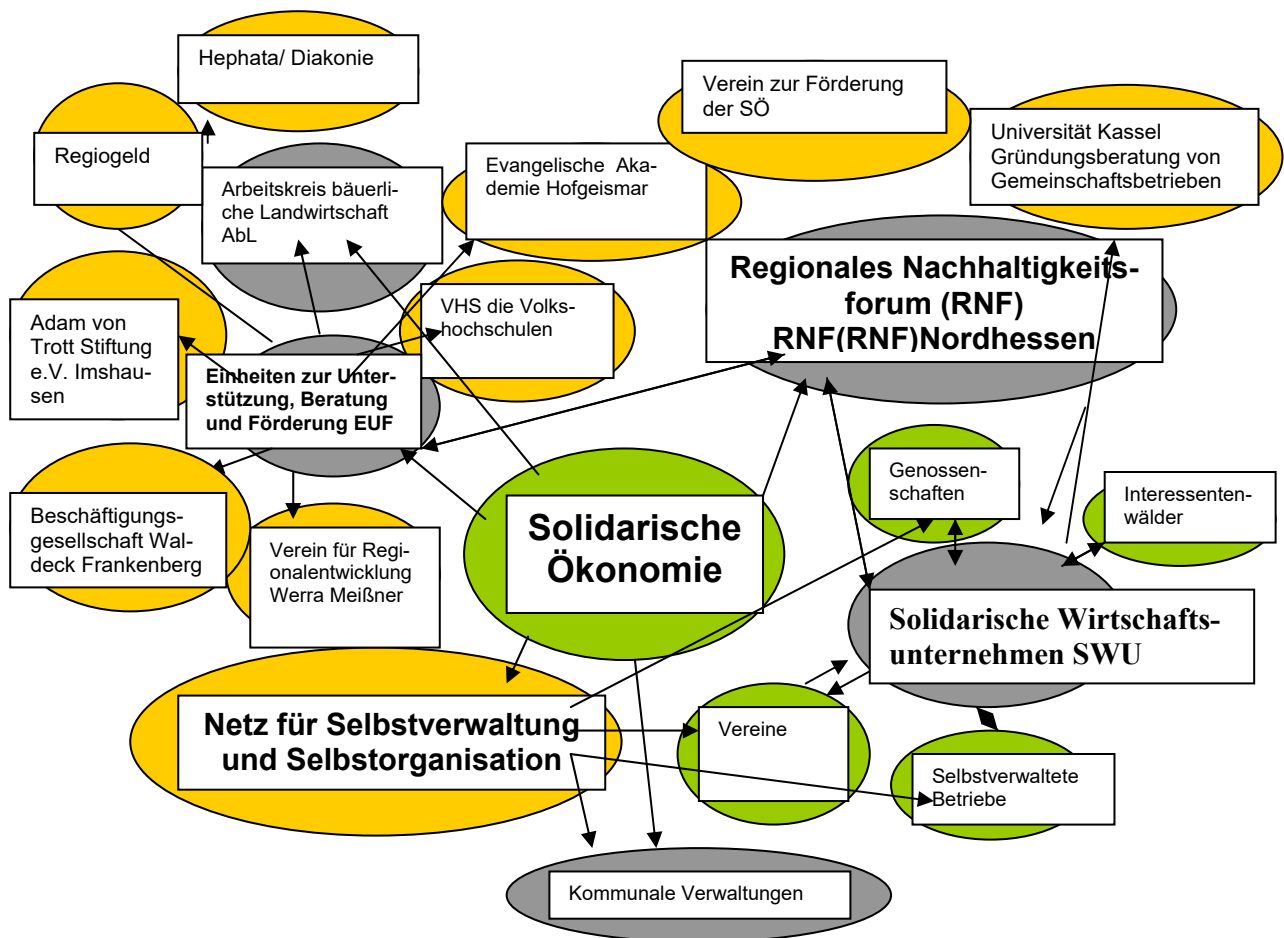 Hephata/ Diakonie
Verein zur Förderung
der SÖ
Universität Kassel
Gründungsberatung von
Gemeinschaftsbetrieben
Regiogeld
Arbeitskreis bäuerli-
che Landwirtschaft
AbL
Evangelische Aka-
demie Hofgeismar
Regionales Nachhaltigkeits-
forum (RNF)
RNF(RNF)Nordhessen
Adam von
Trott Stiftung
e.V. Imshau-
sen
VHS die Volks-
hochschulen
Einheiten zur Unter-
stützung, Beratung
und Förderung EUF
Genossen-
schaften
Interessenten-
wälder
Beschäftigungs-
gesellschaft Wal-
deck Frankenberg
Verein für Regi-
onalentwicklung
Werra Meißner
Solidarische
Ökonomie
Solidarische Wirtschafts-
unternehmen SWU
Netz für Selbstverwaltung
und Selbstorganisation
Vereine
Selbstverwaltete
Betriebe
Kommunale Verwaltungen